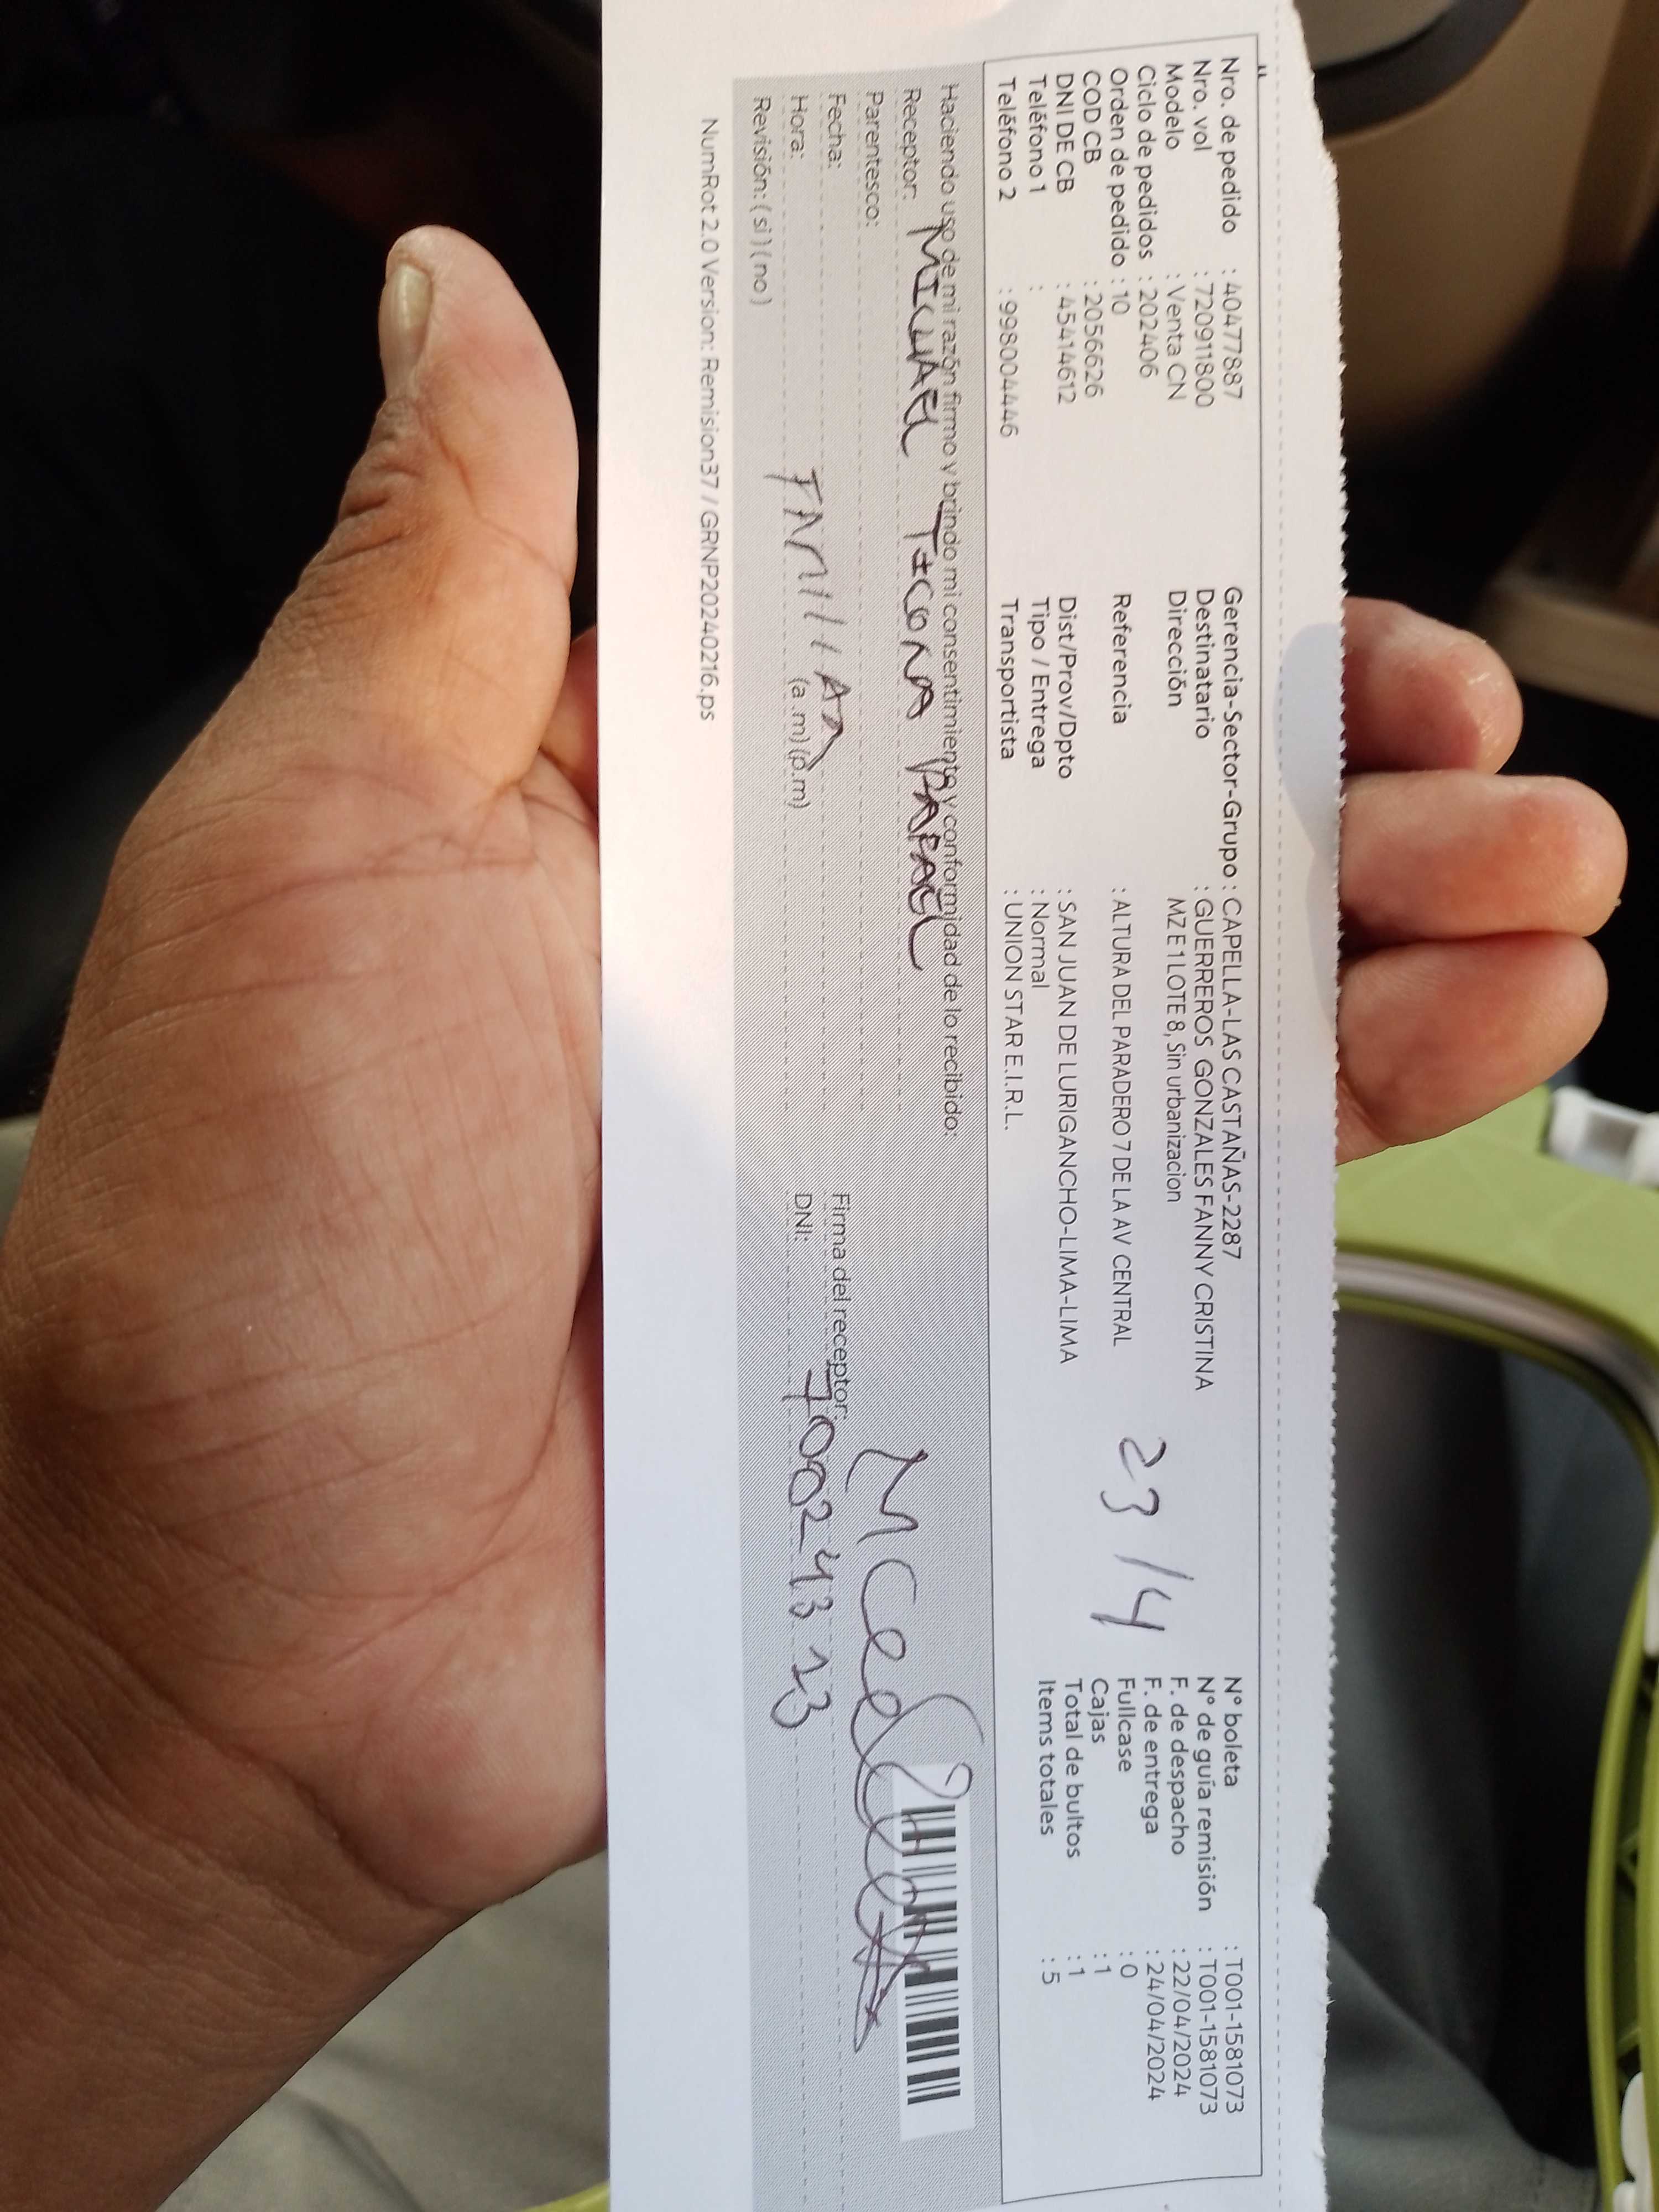 Nro. de pedido : 40477887
Nro. vol : 720911800
Modelo : Venta CN
Ciclo de pedidos : 202406
Orden de pedido : 10
COD CB : 2056626
DNI DE CB : 45414612
Teléfono 1 :
Teléfono 2 : 998004446
Gerencia-Sector-Grupo : CAPELLA-LAS CASTAÑAS-2287
Destinatario : GUERREROS GONZALES FANNY CRISTINA
Dirección MZ E 1 LOTE 8, Sin urbanizacion
Referencia : ALTURA DEL PARADERO 7 DE LA AV CENTRAL
Dist/Prov/Dpto : SAN JUAN DE LURIGANCHO-LIMA-LIMA
Tipo / Entrega : Normal
Transportista : UNION STAR E.I.R.L.
23/4
N° boleta : T001-1581073
N° de guía remisión : T001-1581073
F. de despacho : 22/04/2024
F. de entrega : 24/04/2024
Fullcase : 0
Cajas : 1
Total de bultos : 1
Items totales : 5
Haciendo uso de mi razón firmo y brindo mi consentimiento y conformidad de lo recibido:
Receptor: TICONA RAFAEL
Parentesco:
Fecha:
FAMILIAR
Hora: (a .m) (p.m)
Revisión: ( si ) ( no )
Firma del receptor:
DNI: 70024313
NumRot 2.0 Version: Remision37 / GRNP20240216.ps